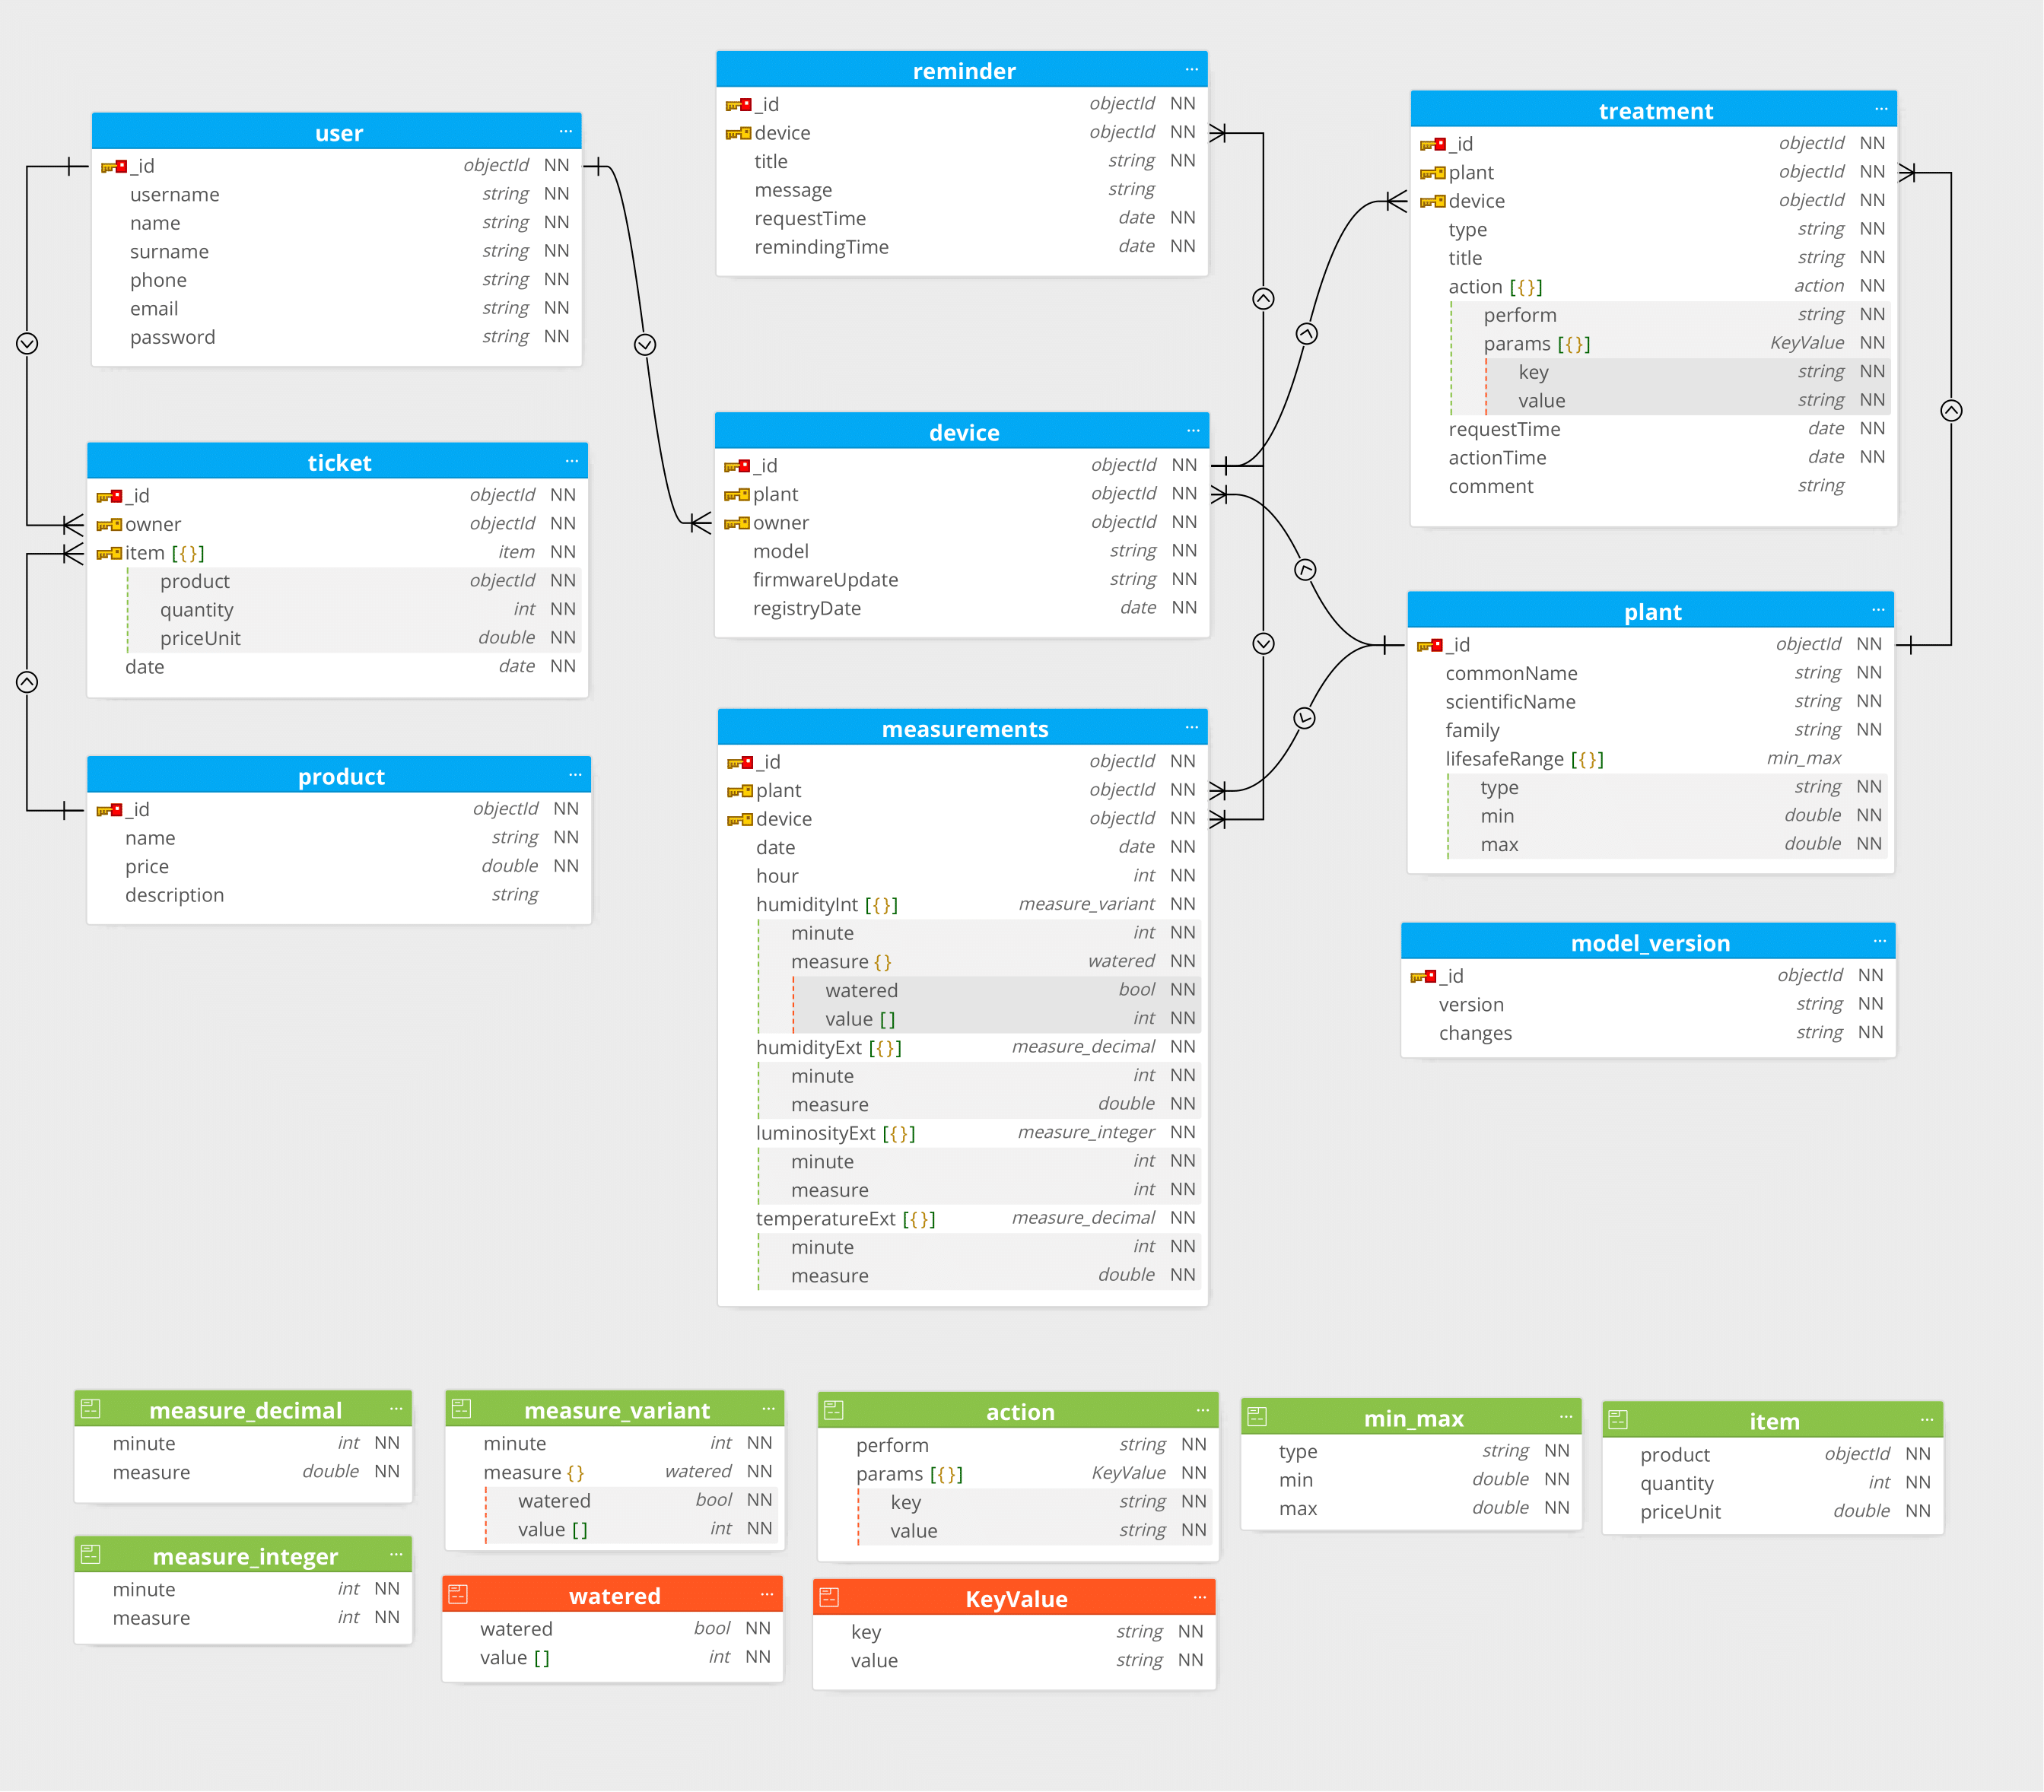 user ...
_id objectId NN
username string NN
name string NN
surname string NN
phone string NN
email string NN
password string NN
ticket ...
_id objectId NN
owner objectId NN
item [{}] item NN
product objectId NN
quantity int NN
priceUnit double NN
date date NN
product ...
_id objectId NN
name string NN
price double NN
description string
reminder ...
_id objectId NN
device objectId NN
title string NN
message string
requestTime date NN
remindingTime date NN
device ...
_id objectId NN
plant objectId NN
owner objectId NN
model string NN
firmwareUpdate string NN
registryDate date NN
measurements ...
_id objectId NN
plant objectId NN
device objectId NN
date date NN
hour int NN
humidityInt [{}] measure_variant NN
minute int NN
measure {} watered NN
watered bool NN
value [] int NN
humidityExt [{}] measure_decimal NN
minute int NN
measure double NN
luminosityExt [{}] measure_integer NN
minute int NN
measure int NN
temperatureExt [{}] measure_decimal NN
minute int NN
measure double NN
treatment ...
_id objectId NN
plant objectId NN
device objectId NN
type string NN
title string NN
action [{}] action NN
perform string NN
params [{}] KeyValue NN
key string NN
value string NN
requestTime date NN
actionTime date NN
comment string
plant ...
_id objectId NN
commonName string NN
scientificName string NN
family string NN
lifesafeRange [{}] min_max
type string NN
min double NN
max double NN
model_version ...
_id objectId NN
version string NN
changes string NN
measure_decimal ...
minute int NN
measure double NN
measure_integer ...
minute int NN
measure int NN
measure_variant ...
minute int NN
measure {} watered NN
watered bool NN
value [] int NN
watered ...
watered bool NN
value [] int NN
action ...
perform string NN
params [{}] KeyValue NN
key string NN
value string NN
KeyValue ...
key string NN
value string NN
min_max ...
type string NN
min double NN
max double NN
item ...
product objectId NN
quantity int NN
priceUnit double NN